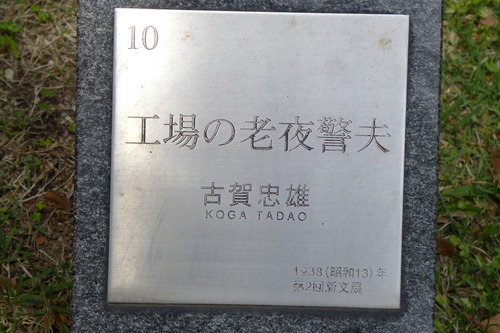 10
工場の老夜警夫
古賀忠雄
KOGA TADAO
1938(昭和13)年
第2回新文展